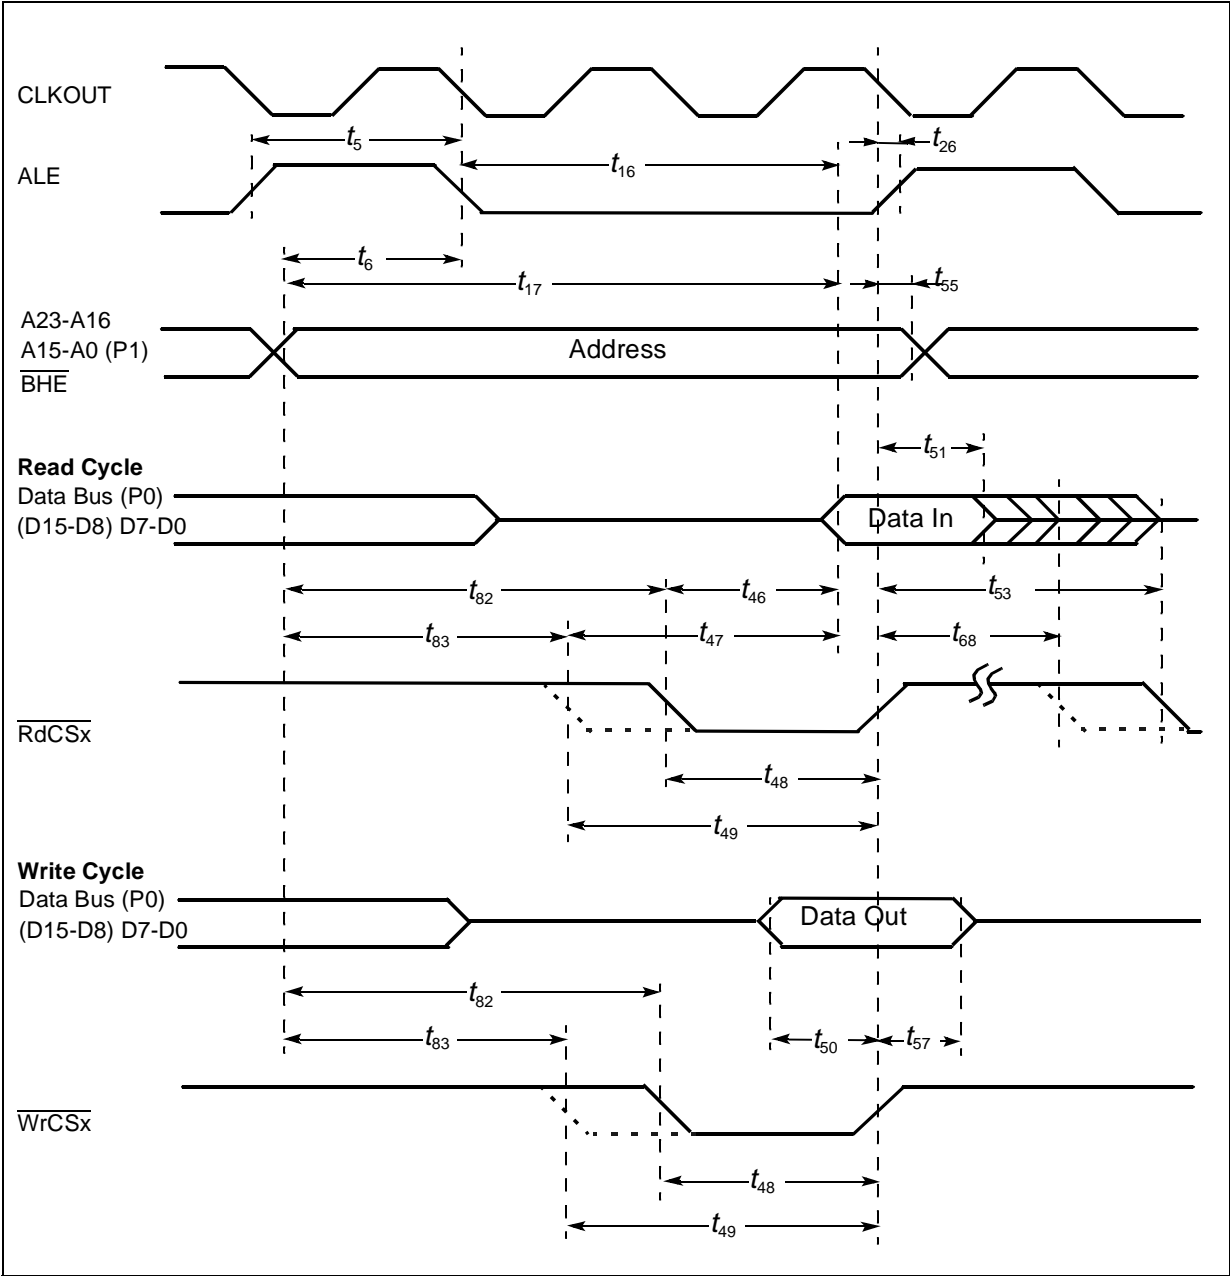 CLKOUT
t5
t26
ALE
t16
t6
t17
t55
A23-A16
A15-A0 (P1)
BHE
Address
t51
Read Cycle
Data Bus (P0)
(D15-D8) D7-D0
Data In
t82
t46
t53
t83
t47
t68
RdCSx
t48
t49
Write Cycle
Data Bus (P0)
(D15-D8) D7-D0
Data Out
t82
t83
t50
t57
WrCSx
t48
t49